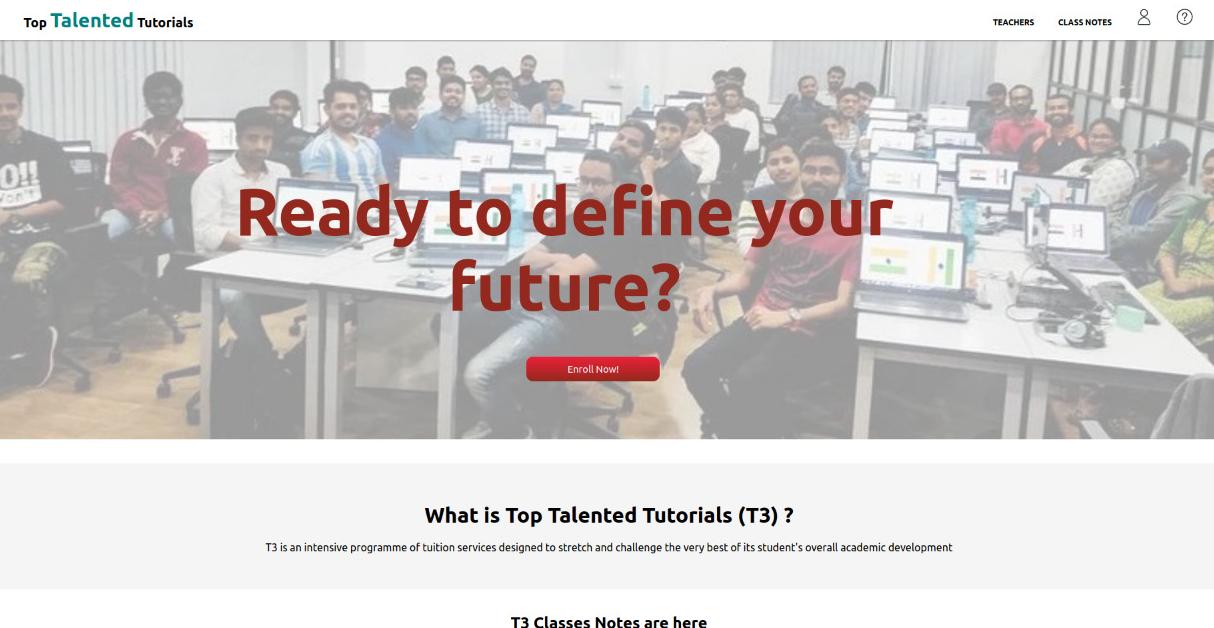 Top Talented Tutorials
TEACHERS CLASS NOTES
Ready to define your
future?
Enroll Now!
What is Top Talented Tutorials (T3) ?
T3 is an intensive programme of tuition services designed to stretch and challenge the very best of its student's overall academic development
T3 Classes Notes are here